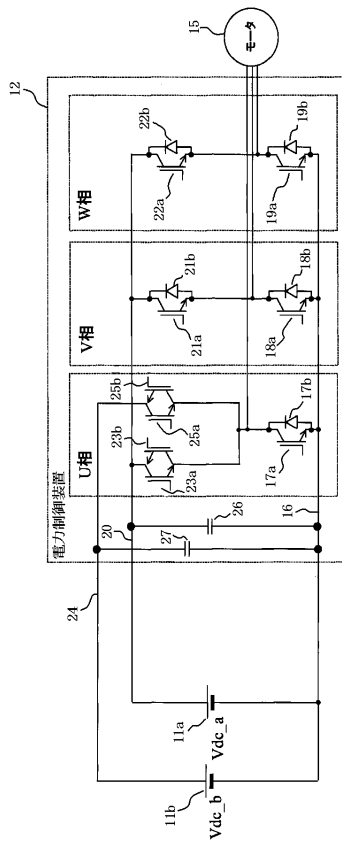 12
15
モータ
電力制御装置
W相
22b
22a
19b
19a
V相
21b
21a
18b
18a
U相
25b
23b
25a
23a
17b
17a
26
16
20
27
24
11a
Vdc_a
11b
Vdc_b